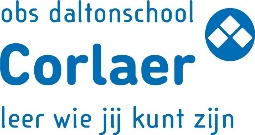 obs daltonschool
Corlaer
leer wie jij kunt zijn